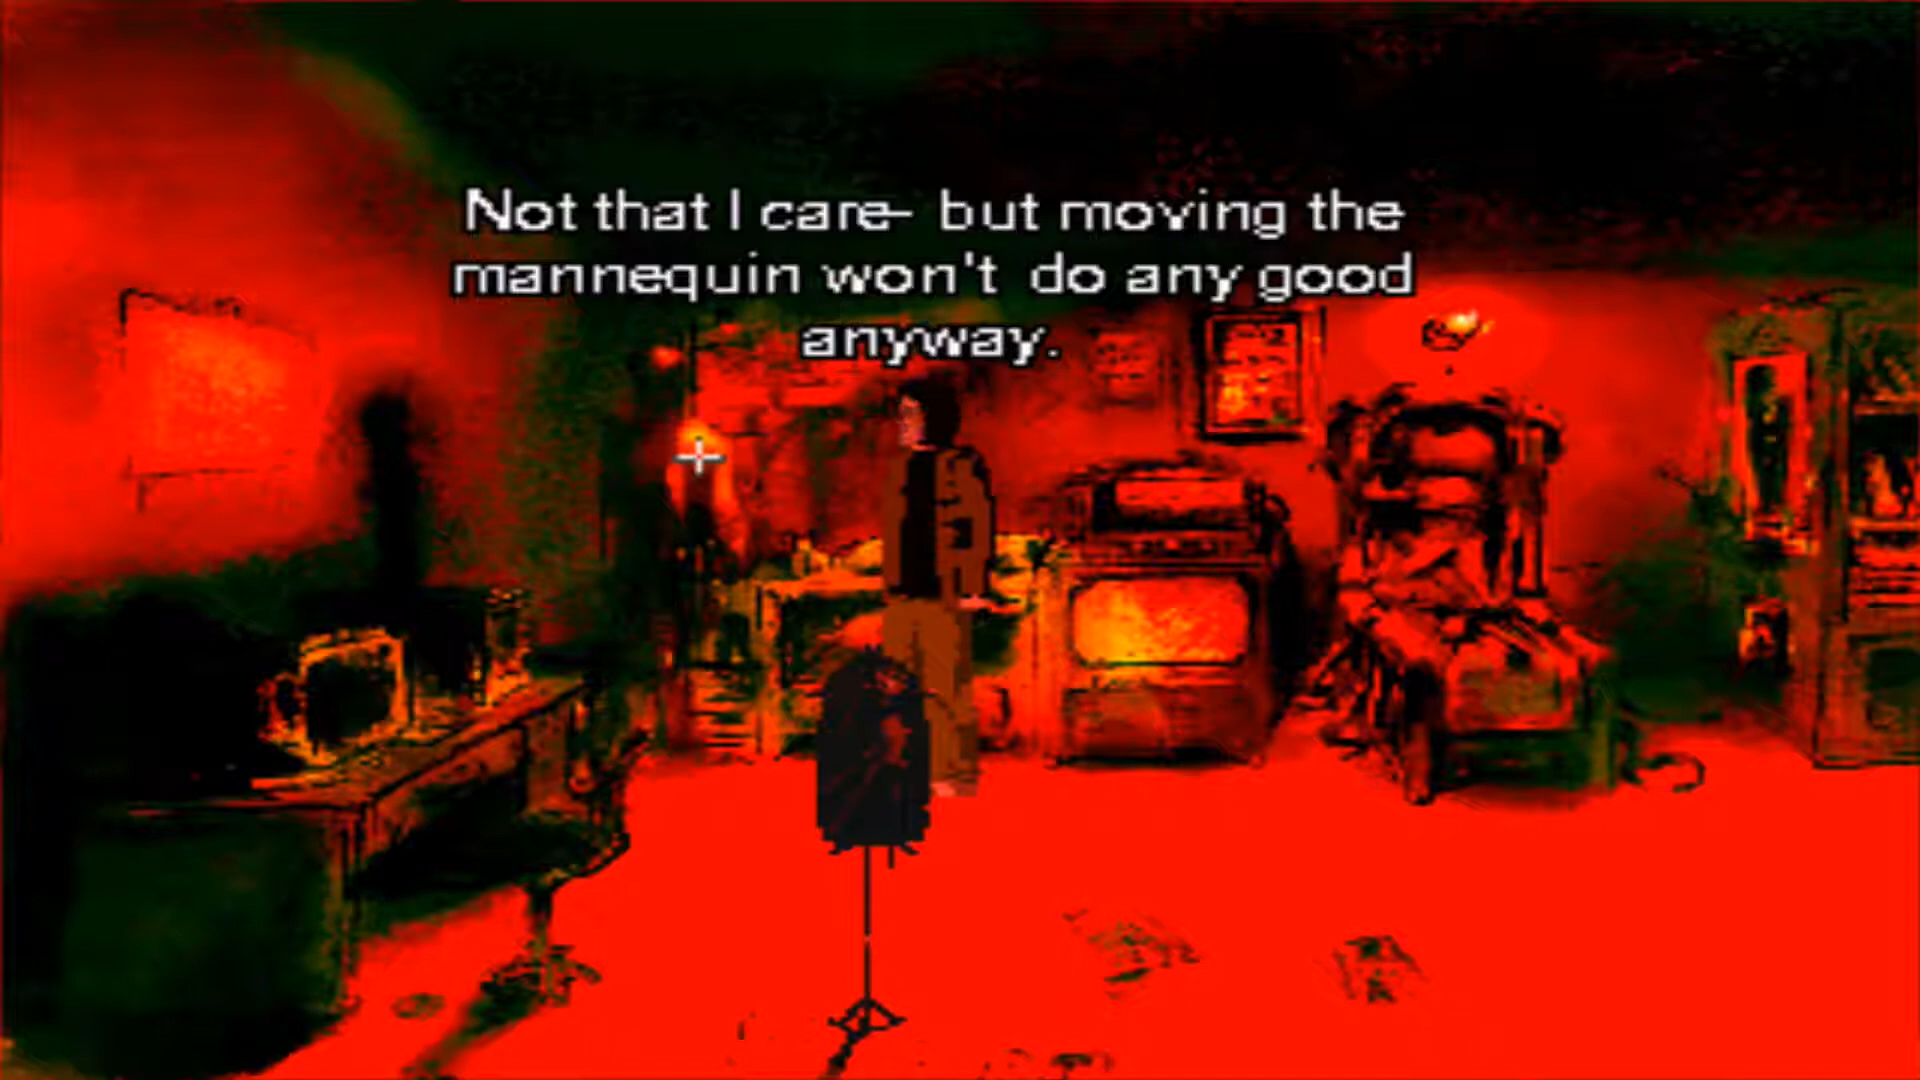 Not that I care- but moving the
mannequin won't do any good
anyway.